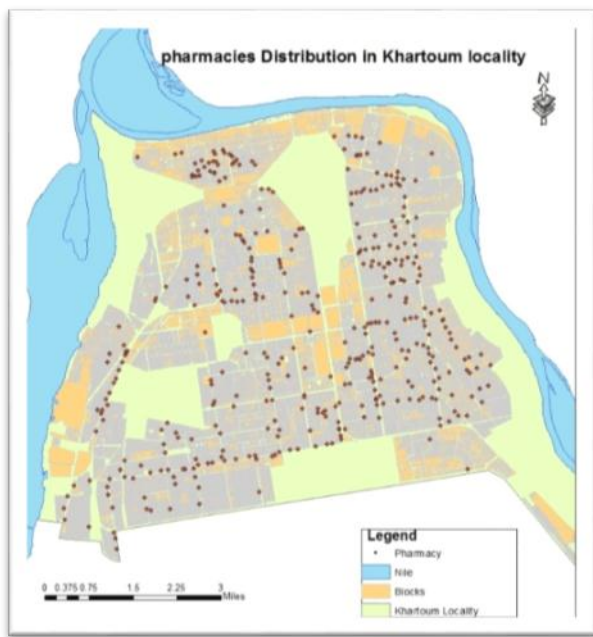 pharmacies Distribution in Khartoum locality
N
Legend
Pharmacy
Nile
Blocks
Khartoum Locality
0 0.375 0.75 1.5 2.25 3
Miles